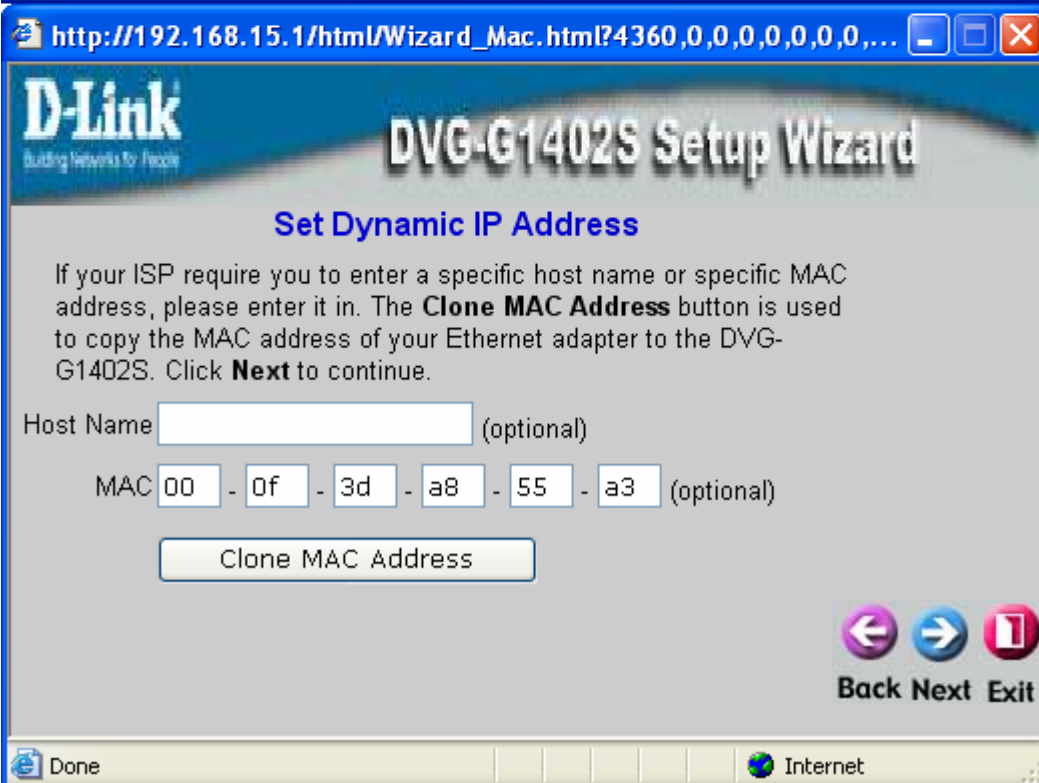 http://192.168.15.1/html/Wizard_Mac.html?4360,0,0,0,0,0,0,0,...
D-Link
Building Networks for People
DVG-G1402S Setup Wizard
Set Dynamic IP Address
If your ISP require you to enter a specific host name or specific MAC
address, please enter it in. The Clone MAC Address button is used
to copy the MAC address of your Ethernet adapter to the DVG-
G1402S. Click Next to continue.
Host Name (optional)
MAC 00 - 0f - 3d - a8 - 55 - a3 (optional)
Clone MAC Address
Back Next Exit
Done Internet